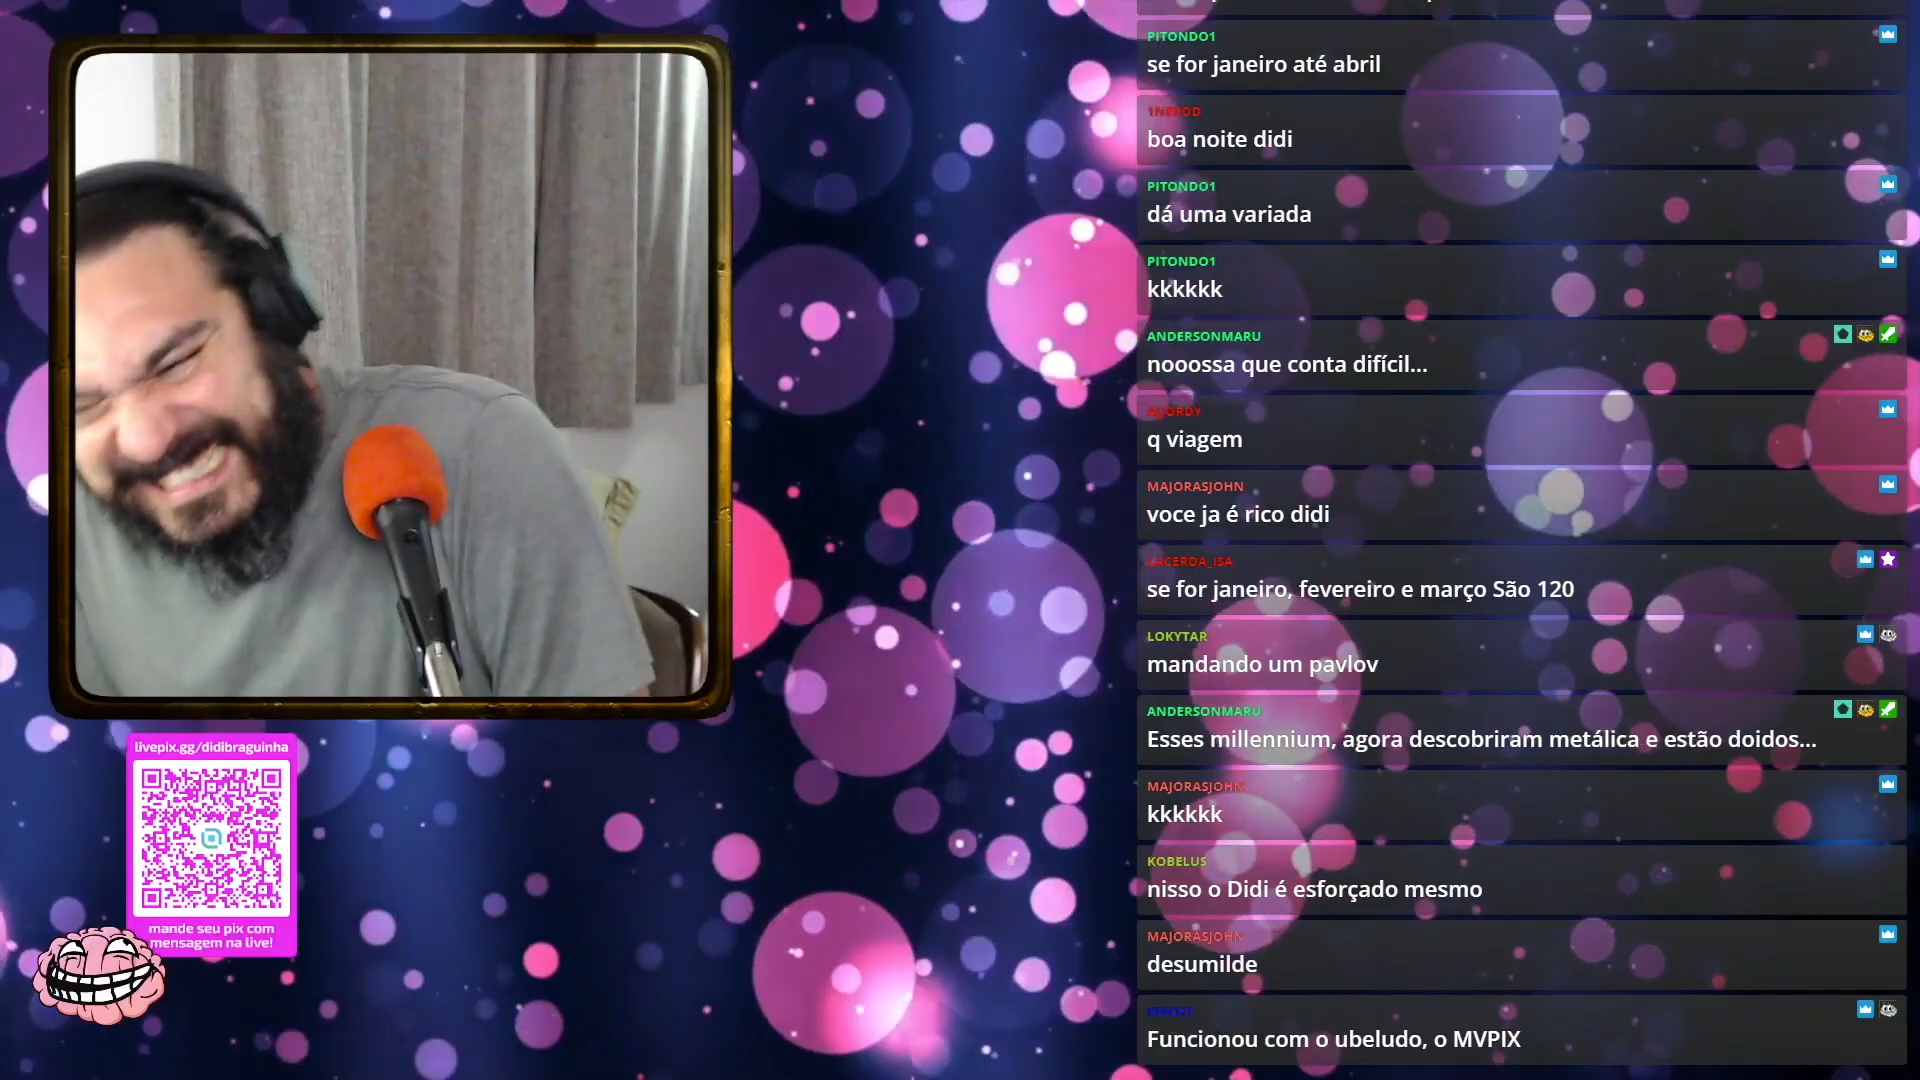 PITONDO1
se for janeiro até abril
boa noite didi
PITONDO1
dá uma variada
PITONDO1
kkkkkk
ANDERSONMARU
nooossa que conta difícil...
q viagem
MAJORASJOHN
voce ja é rico didi
LACERDA_ISA
se for janeiro, fevereiro e março São 120
LOKYTAR
mandando um pavlov
ANDERSONMARU
Esses millennium, agora descobriram metálica e estão doidos...
MAJORASJOHN
kkkkkk
KOBELUS
nisso o Didi é esforçado mesmo
MAJORASJOHN
desumilde
Funcionou com o ubeludo, o MVPIX
livepix.gg/didibraguinha
mande seu pix com
mensagem na live!